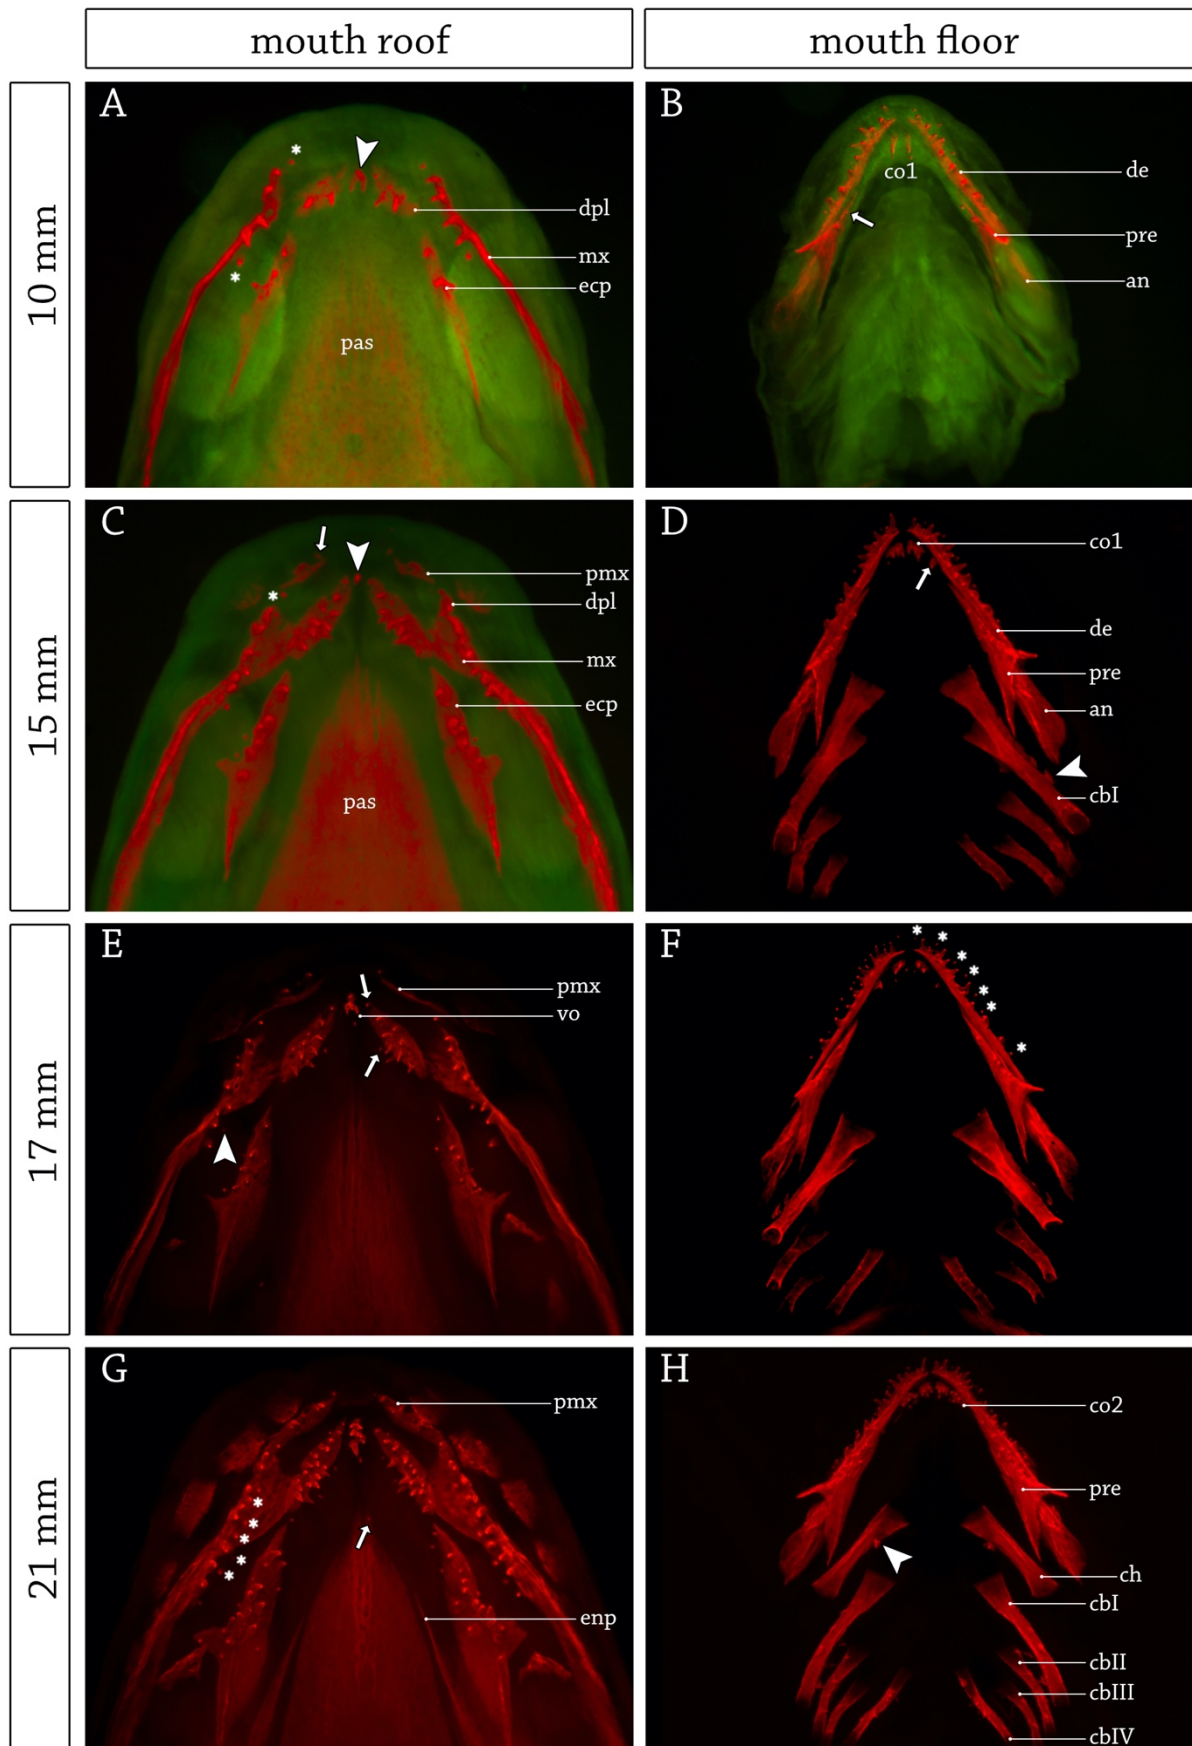 mouth roof
mouth floor
10 mm
A
dpl
mx
ecp
pas
B
co1
de
pre
an
15 mm
C
pmx
dpl
mx
ecp
pas
D
co1
de
pre
an
cbI
17 mm
E
pmx
vo
F
21 mm
G
pmx
enp
H
co2
pre
ch
cbI
cbII
cbIII
cbIV